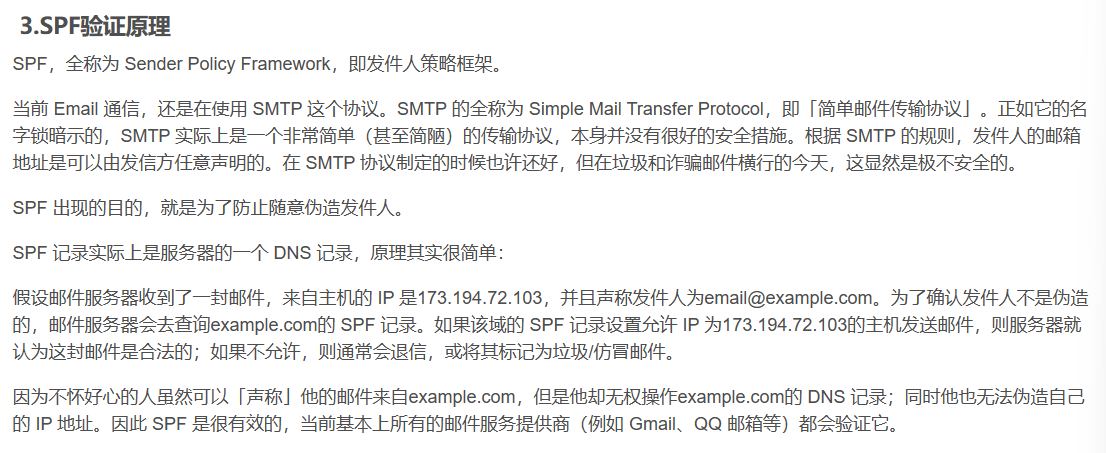 3.SPF验证原理
SPF，全称为 Sender Policy Framework，即发件人策略框架。
当前 Email 通信，还是在使用 SMTP 这个协议。SMTP 的全称为 Simple Mail Transfer Protocol，即「简单邮件传输协议」。正如它的名
字锁暗示的，SMTP 实际上是一个非常简单（甚至简陋）的传输协议，本身并没有很好的安全措施。根据 SMTP 的规则，发件人的邮箱
地址是可以由发信方任意声明的。在 SMTP 协议制定的时候也许还好，但在垃圾和诈骗邮件横行的今天，这显然是极不安全的。
SPF 出现的目的，就是为了防止随意伪造发件人。
SPF 记录实际上是服务器的一个 DNS 记录，原理其实很简单：
假设邮件服务器收到了一封邮件，来自主机的 IP 是173.194.72.103，并且声称发件人为email@example.com。为了确认发件人不是伪造
的，邮件服务器会去查询example.com的 SPF 记录。如果该域的 SPF 记录设置允许 IP 为173.194.72.103的主机发送邮件，则服务器就
认为这封邮件是合法的；如果不允许，则通常会退信，或将其标记为垃圾/仿冒邮件。
因为不怀好心的人虽然可以「声称」他的邮件来自example.com，但是他却无权操作example.com的 DNS 记录；同时他也无法伪造自己
的 IP 地址。因此 SPF 是很有效的，当前基本上所有的邮件服务提供商（例如 Gmail、QQ 邮箱等）都会验证它。